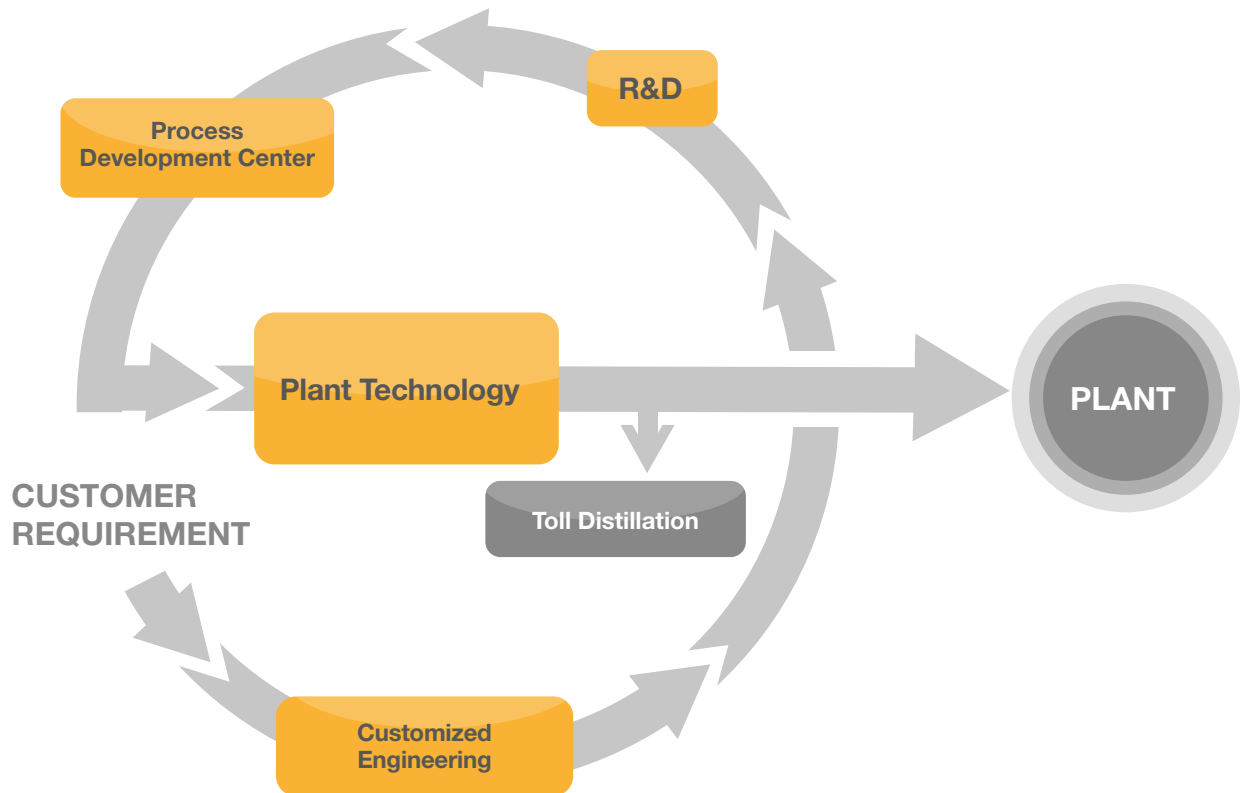 R&D
Process
Development Center
Plant Technology
PLANT
CUSTOMER
REQUIREMENT
Toll Distillation
Customized
Engineering